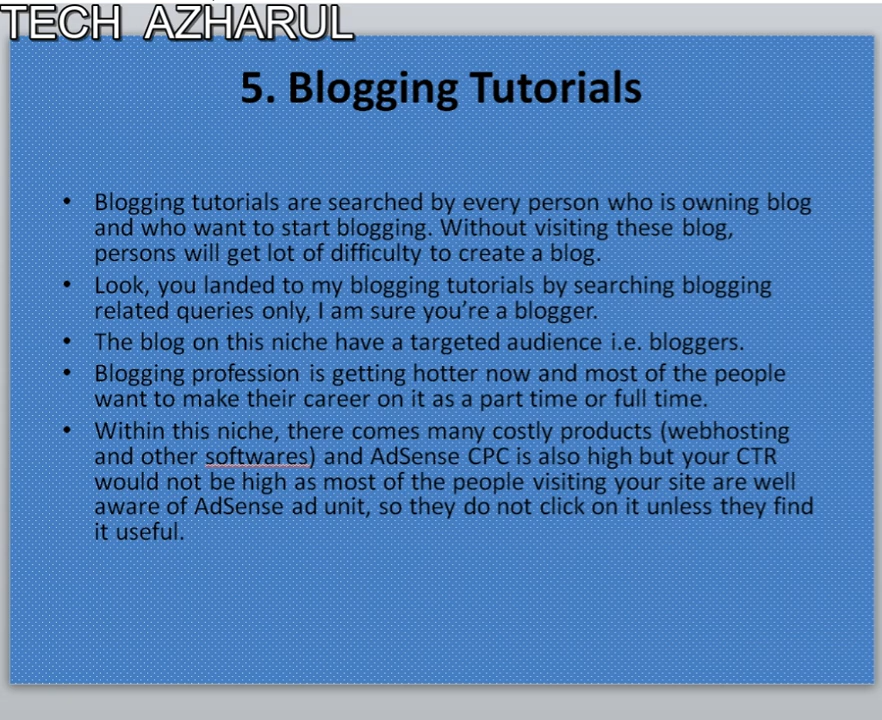 TECH AZHARUL
5. Blogging Tutorials
• Blogging tutorials are searched by every person who is owning blog
and who want to start blogging. Without visiting these blog,
persons will get lot of difficulty to create a blog.
• Look, you landed to my blogging tutorials by searching blogging
related queries only, I am sure you're a blogger.
• The blog on this niche have a targeted audience i.e. bloggers.
• Blogging profession is getting hotter now and most of the people
want to make their career on it as a part time or full time.
• Within this niche, there comes many costly products (webhosting
and other softwares) and AdSense CPC is also high but your CTR
would not be high as most of the people visiting your site are well
aware of AdSense ad unit, so they do not click on it unless they find
it useful.